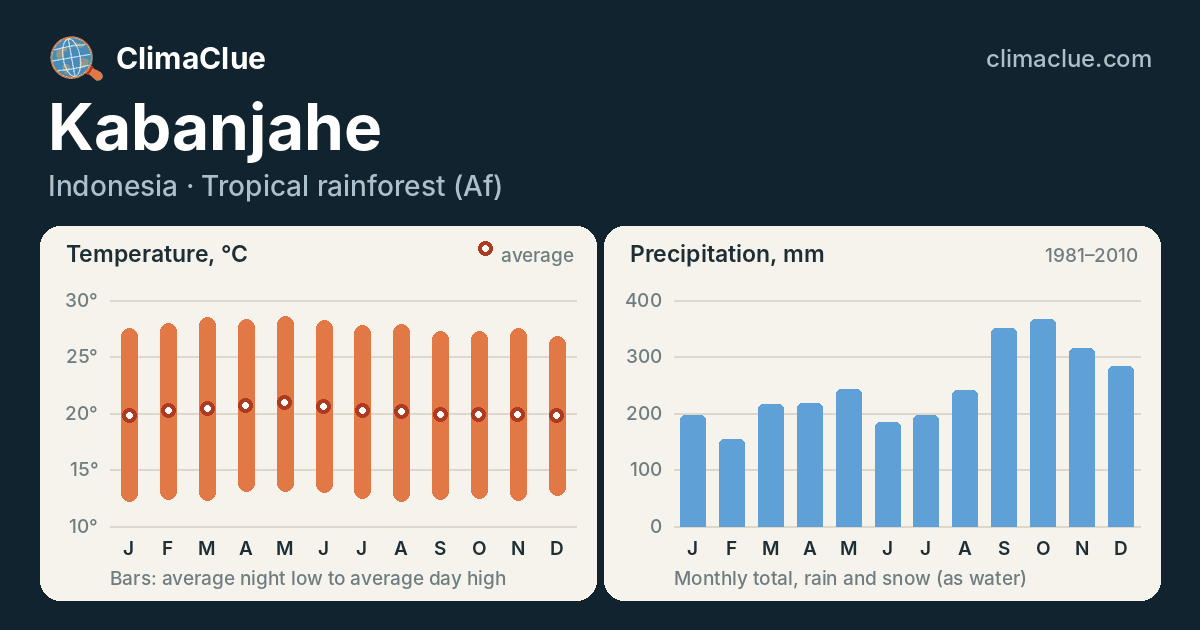 ClimaClue
climaclue.com
Kabanjahe
Indonesia · Tropical rainforest (Af)
Temperature, °C
average
30°
25°
20°
15°
10°
J F M A M J J A S O N D
Bars: average night low to average day high
Precipitation, mm
1981–2010
400
300
200
100
0
J F M A M J J A S O N D
Monthly total, rain and snow (as water)